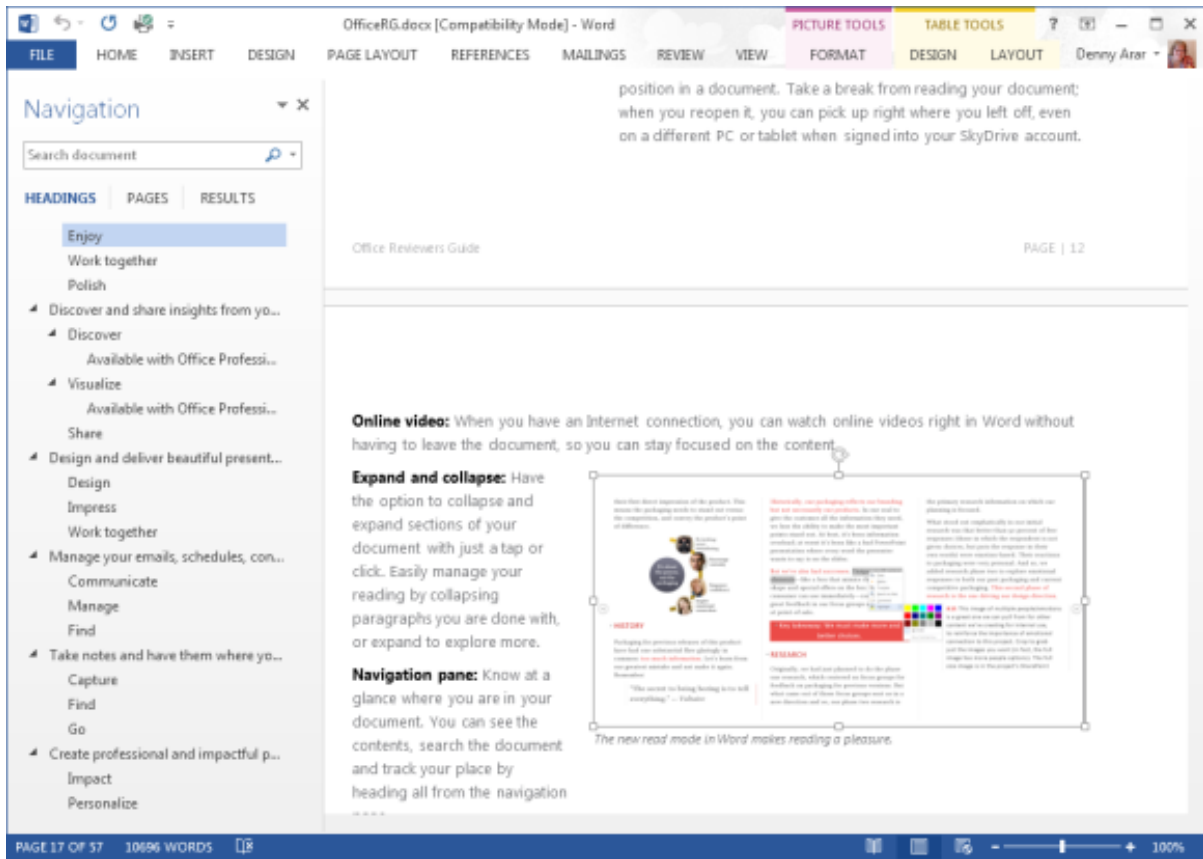 OfficeRG.docx [Compatibility Mode] - Word
PICTURE TOOLS
TABLE TOOLS
?
FILE
HOME
INSERT
DESIGN
PAGE LAYOUT
REFERENCES
MAILINGS
REVIEW
VIEW
FORMAT
DESIGN
LAYOUT
Denny Arar
Navigation
Search document
HEADINGS
PAGES
RESULTS
Enjoy
Work together
Polish
Discover and share insights from yo...
Discover
Available with Office Professi...
Visualize
Available with Office Professi...
Share
Design and deliver beautiful present...
Design
Impress
Work together
Manage your emails, schedules, con...
Communicate
Manage
Find
Take notes and have them where yo...
Capture
Find
Go
Create professional and impactful p...
Impact
Personalize
position in a document. Take a break from reading your document;
when you reopen it, you can pick up right where you left off, even
on a different PC or tablet when signed into your SkyDrive account.
Office Reviewers Guide
PAGE | 12
Online video: When you have an Internet connection, you can watch online videos right in Word without
having to leave the document, so you can stay focused on the content.
Expand and collapse: Have
the option to collapse and
expand sections of your
document with just a tap or
click. Easily manage your
reading by collapsing
paragraphs you are done with,
or expand to explore more.
Navigation pane: Know at a
glance where you are in your
document. You can see the
contents, search the document
and track your place by
heading all from the navigation
HISTORY
"The secret to being boring is to tell
everything." – Voltaire
RESEARCH
The new read mode in Word makes reading a pleasure.
PAGE 17 OF 57
10696 WORDS
100%